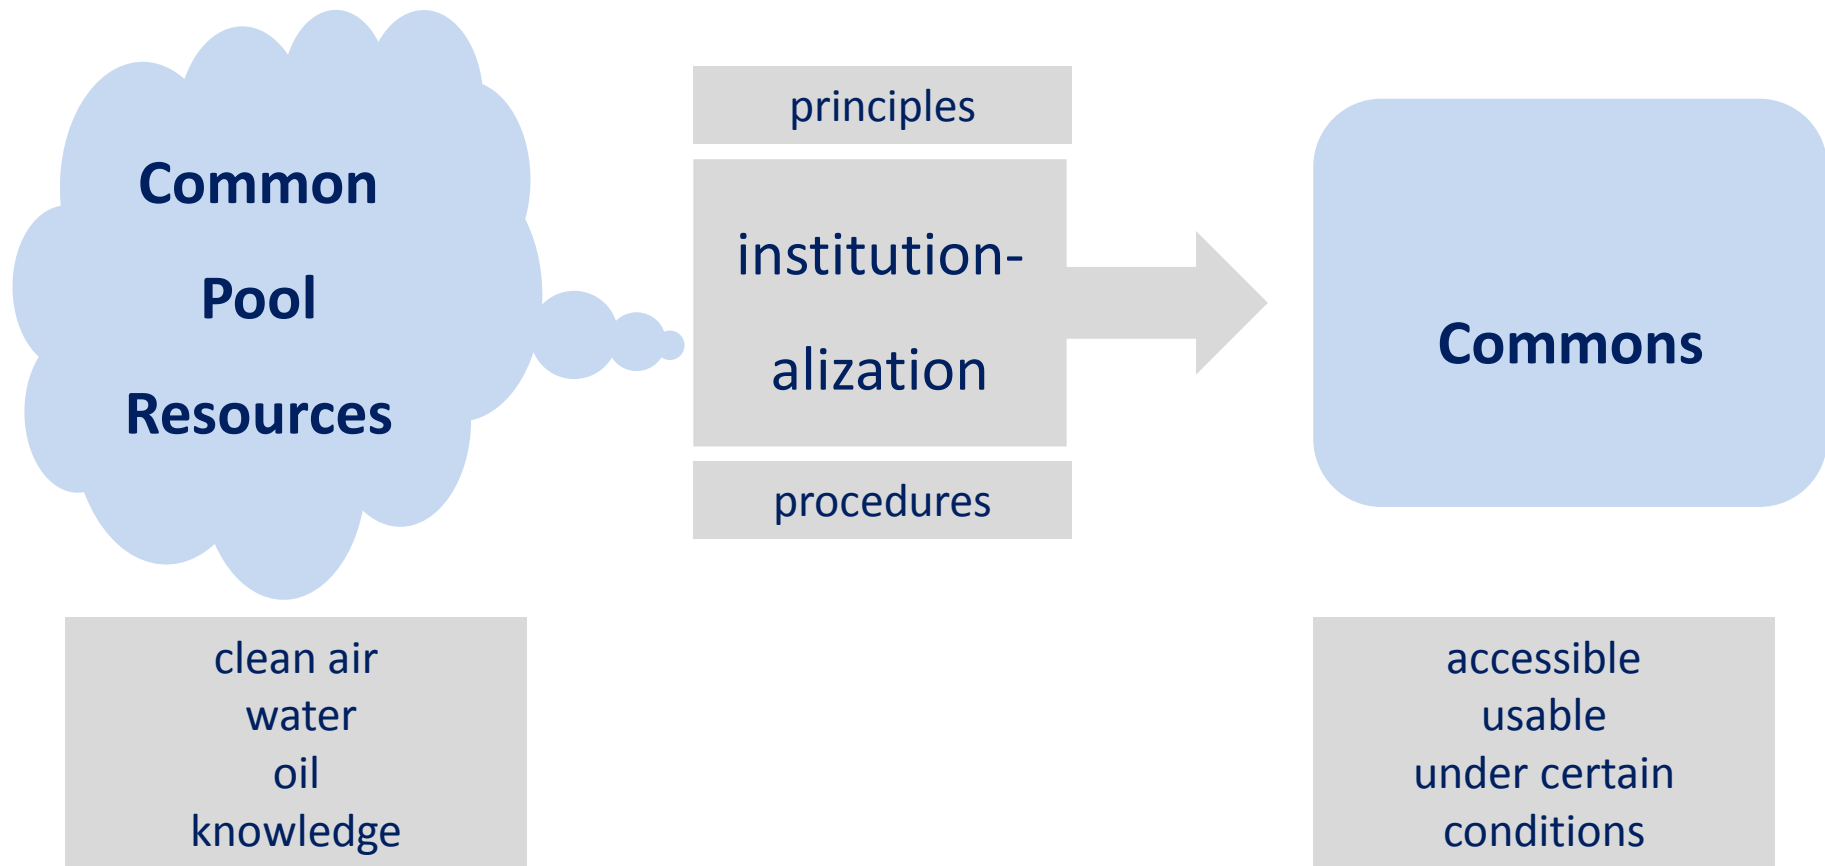 Common
Pool
Resources
principles
institution-
alization
procedures
Commons
clean air
water
oil
knowledge
accessible
usable
under certain
conditions